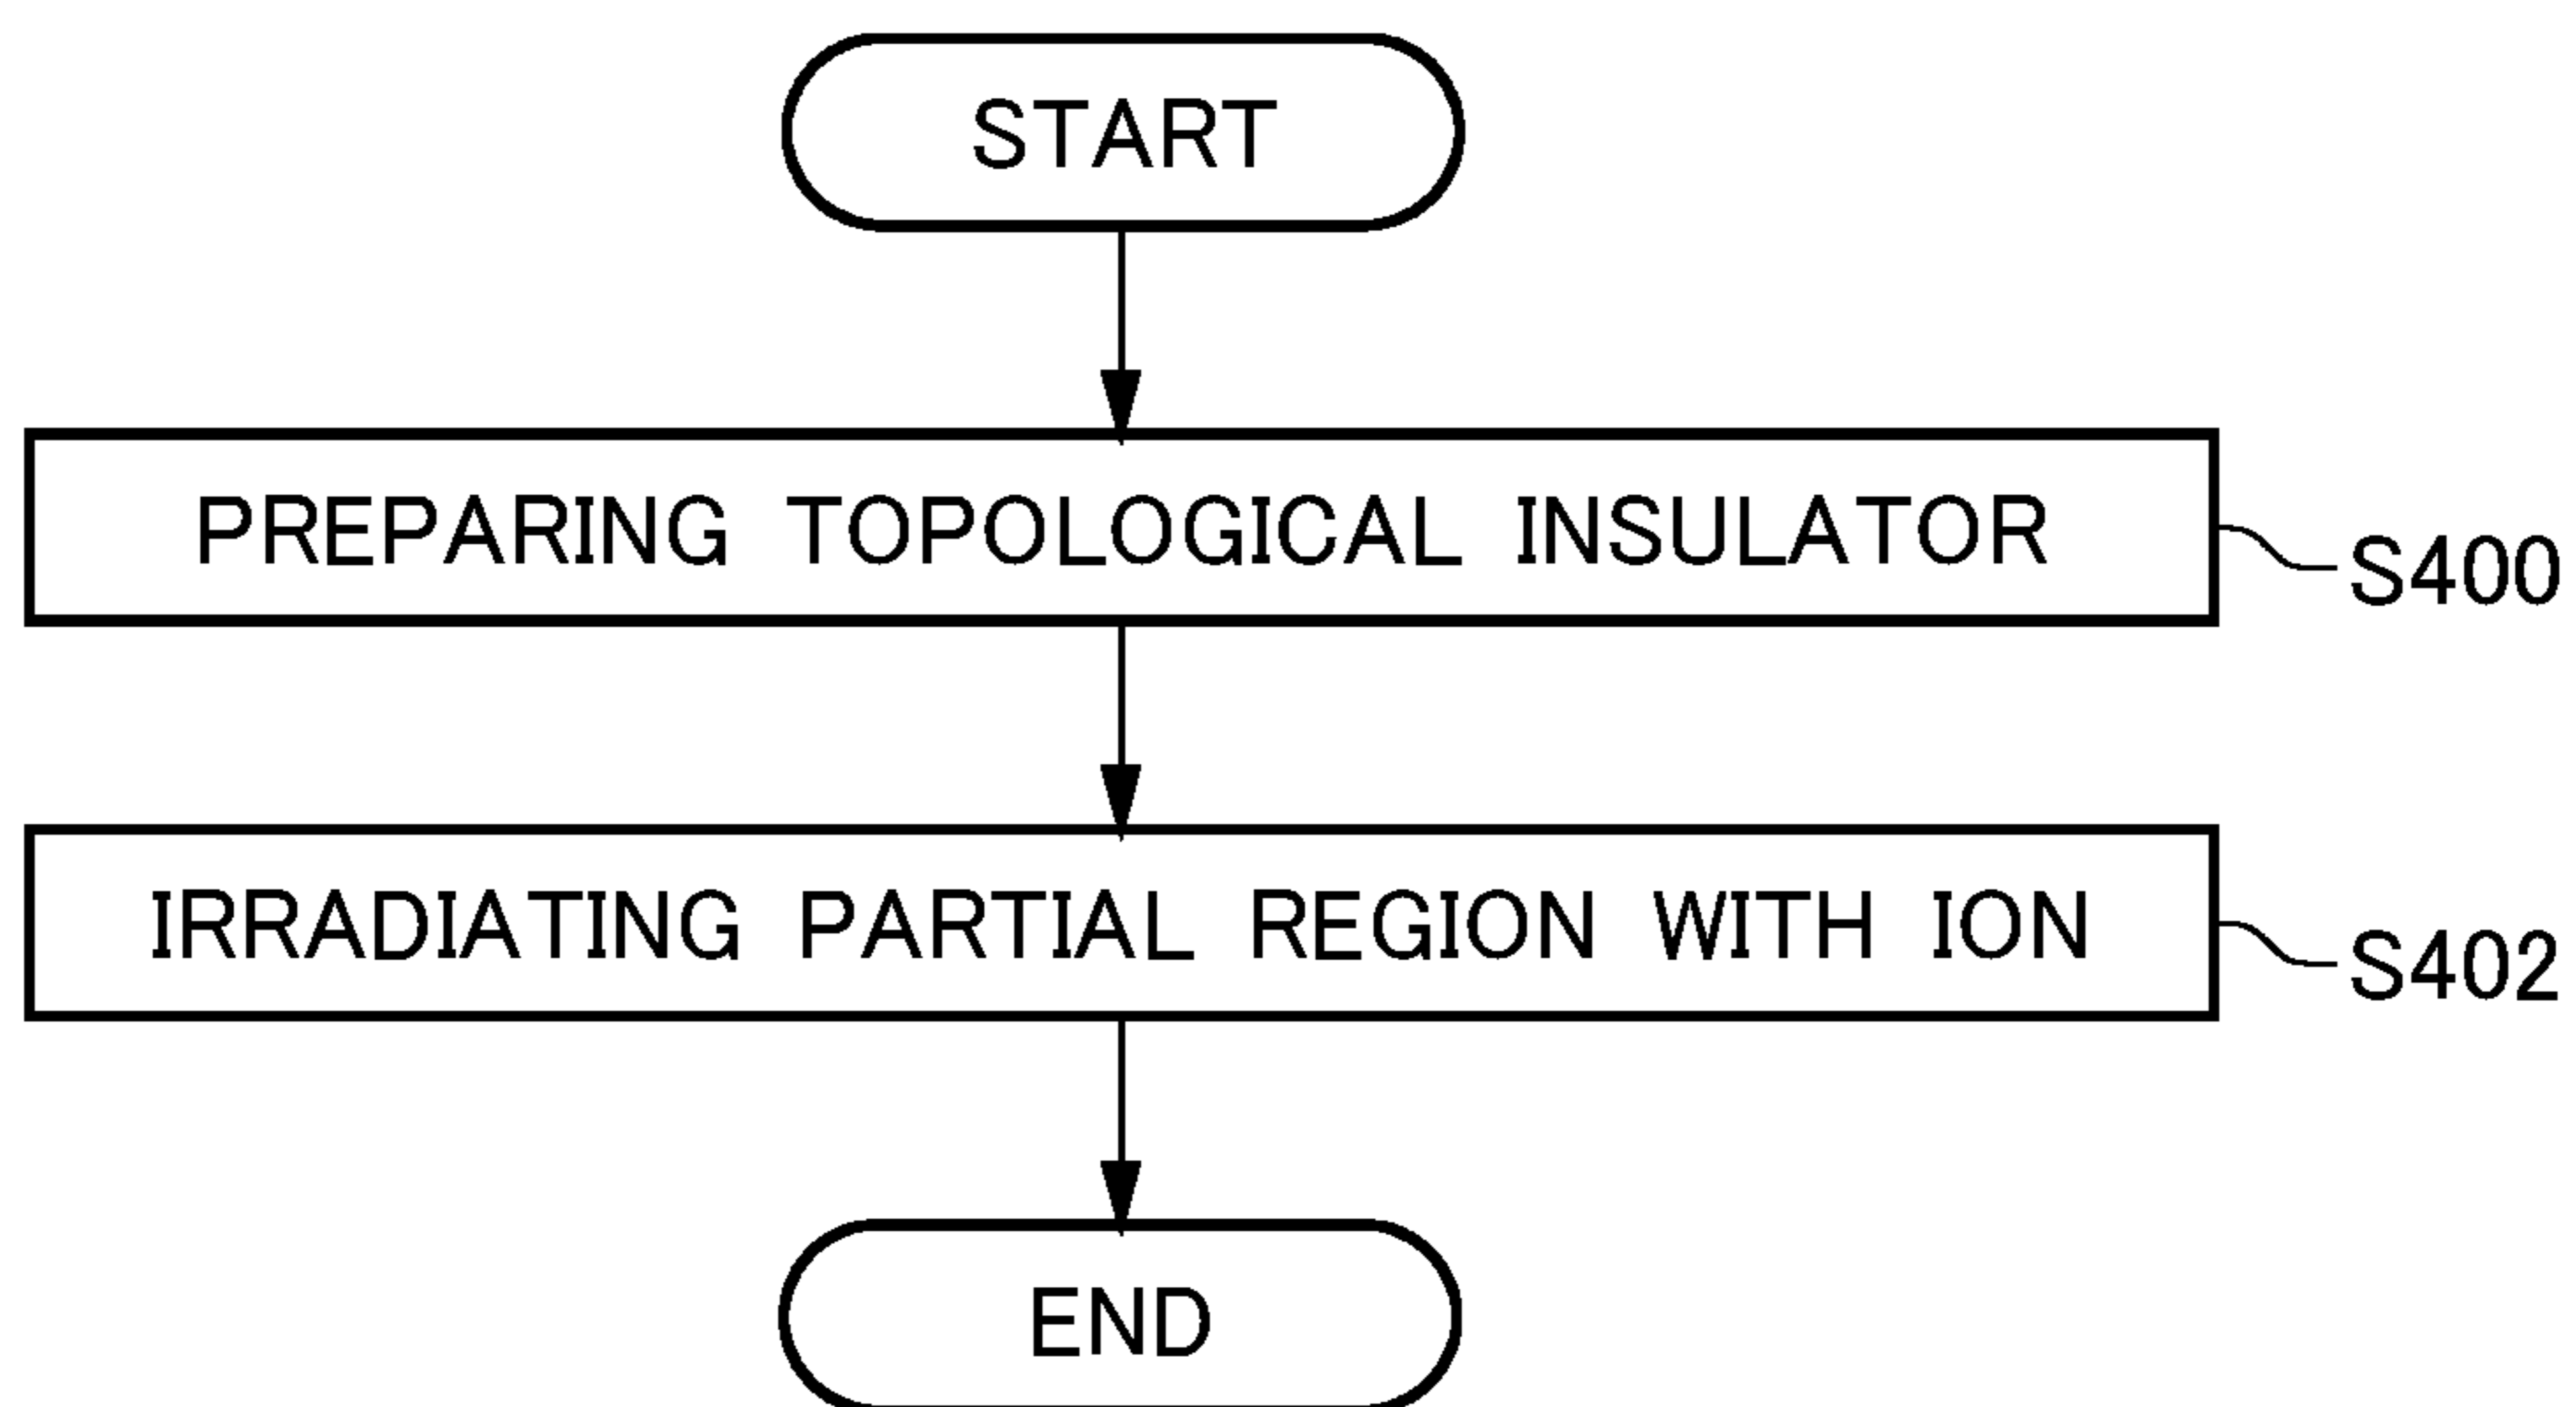 START
PREPARING TOPOLOGICAL INSULATOR
S400
IRRADIATING PARTIAL REGION WITH ION
S402
END